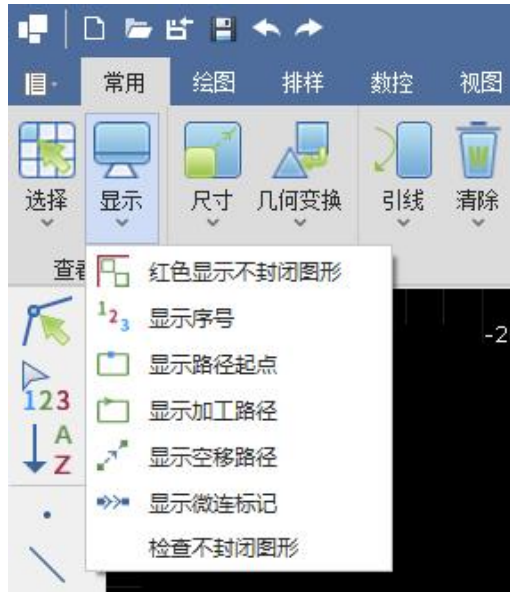 常用 绘图 排样 数控 视图
选择 显示 尺寸 几何变换 引线 清除
查
红色显示不封闭图形
123 显示序号
-2
显示路径起点
123
显示加工路径
A
Z
显示空移路径
显示微连标记
检查不封闭图形